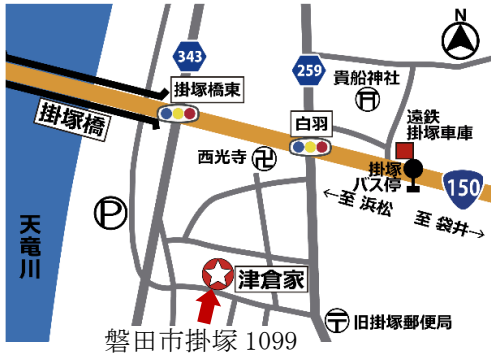 N
343
掛塚橋東
259
貴船神社
遠鉄
掛塚車庫
掛塚橋
白羽
西光寺
掛塚
バス停
150
←至 浜松
至 袋井→
P
天竜川
津倉家
旧掛塚郵便局
磐田市掛塚 1099